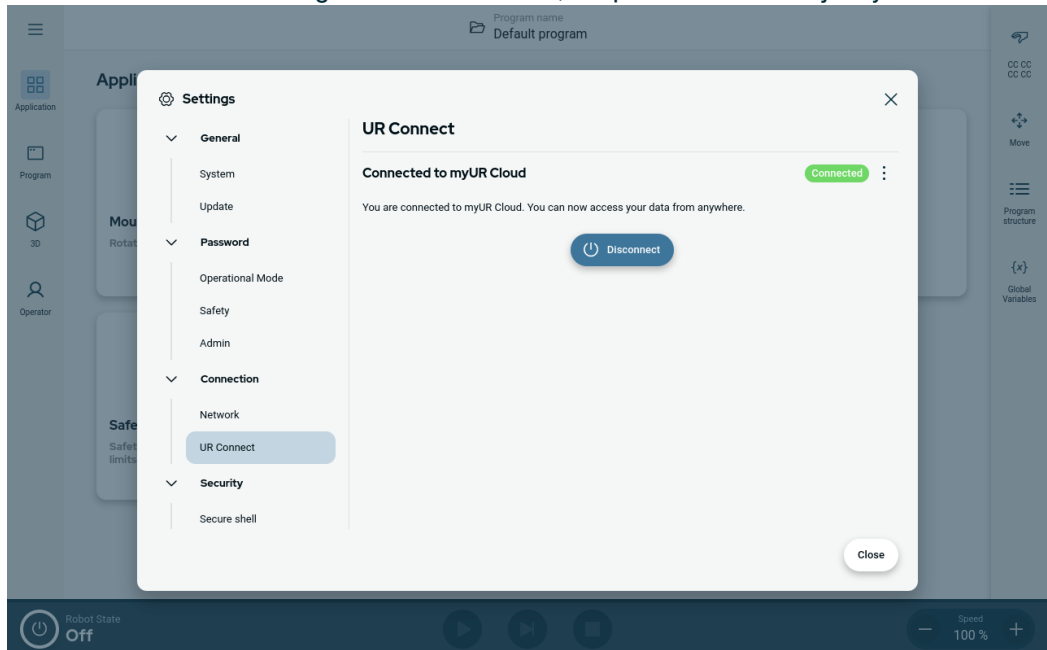 Program name
Default program
Application
Program
3D
Operator
Appli
Mou
Rotat
Safe
Safet
limits
Settings
General
System
Update
Password
Operational Mode
Safety
Admin
Connection
Network
UR Connect
Security
Secure shell
UR Connect
Connected to myUR Cloud
Connected
You are connected to myUR Cloud. You can now access your data from anywhere.
Disconnect
Close
CC CC
CC CC
Move
Program
structure
{x}
Global
Variables
Robot State
Off
Speed
100 %